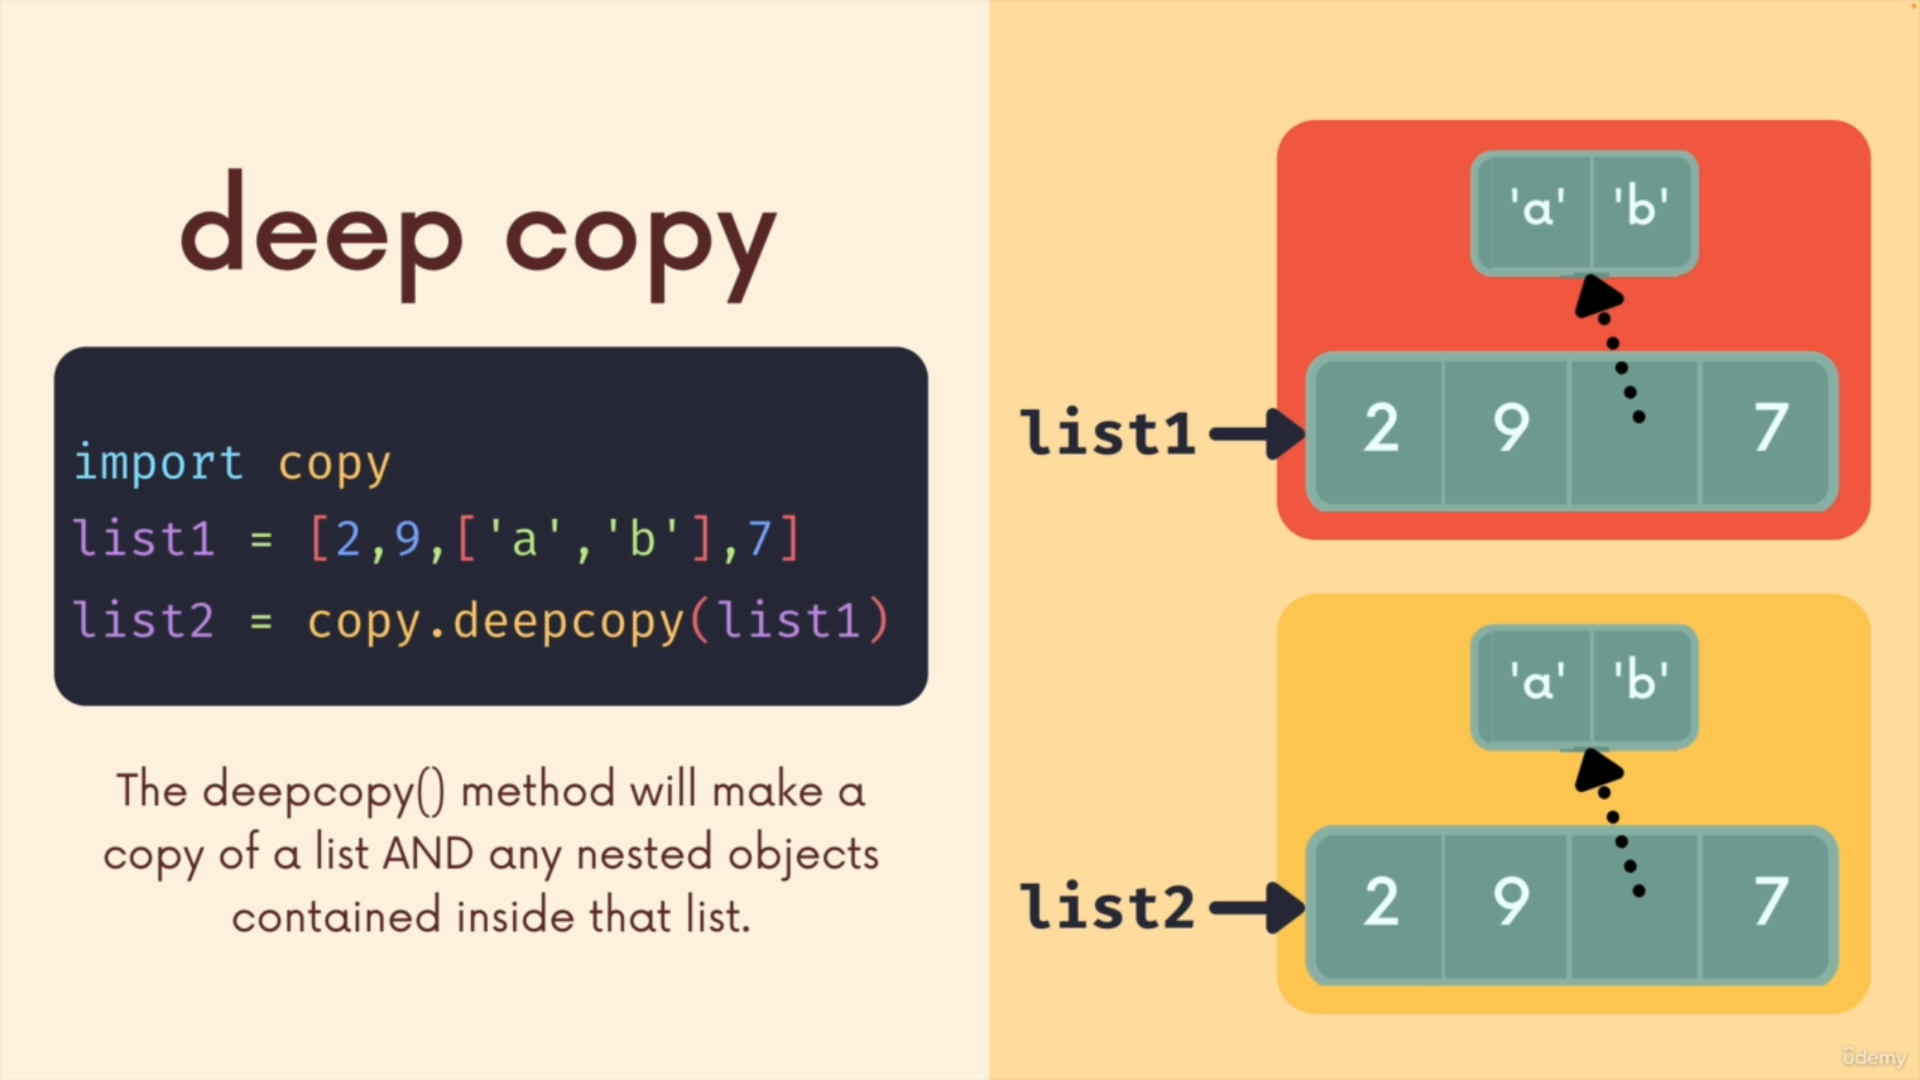 deep copy
import copy
list1 = [2,9,['a','b'],7]
list2 = copy.deepcopy(list1)
The deepcopy() method will make a
copy of a list AND any nested objects
contained inside that list.
'a' 'b'
list1 2 9 7
'a' 'b'
list2 2 9 7
ûdemy